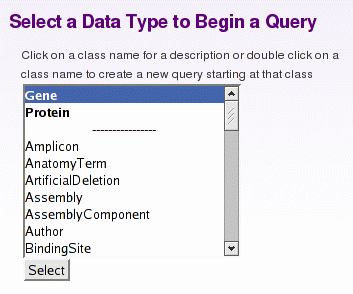 Select a Data Type to Begin a Query
Click on a class name for a description or double click on a
class name to create a new query starting at that class
Gene
Protein
----------------
Amplicon
AnatomyTerm
ArtificialDeletion
Assembly
AssemblyComponent
Author
BindingSite
Select